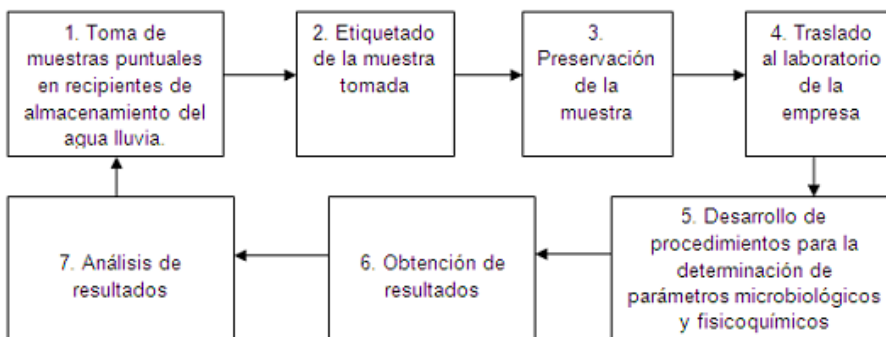 1. Toma de
muestras puntuales
en recipientes de
almacenamiento del
agua lluvia.
2. Etiquetado
de la muestra
tomada
3.
Preservación
de la
muestra
4. Traslado
al laboratorio
de la
empresa
5. Desarrollo de
procedimientos para la
determinación de
parámetros microbiológicos
y fisicoquímicos
6. Obtención de
resultados
7. Análisis de
resultados